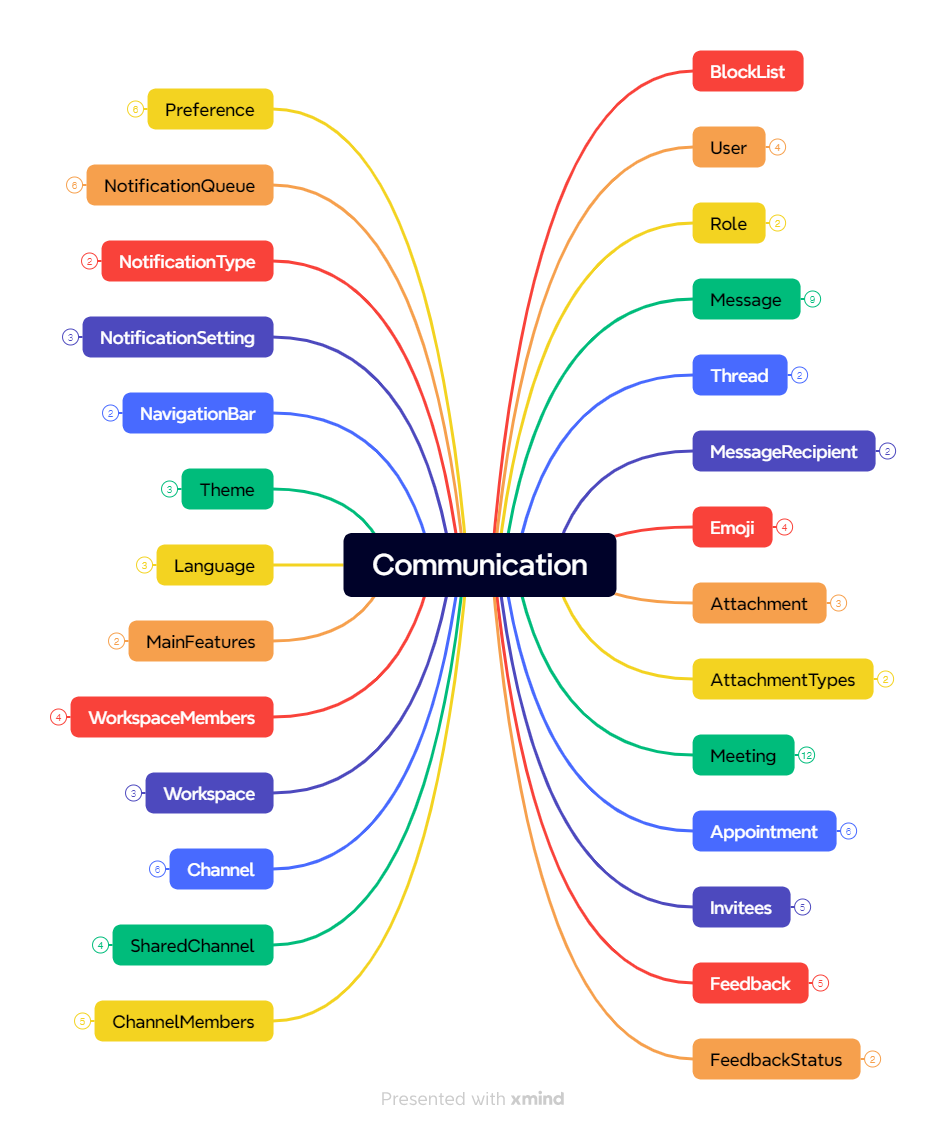 BlockList
Preference
6
User
4
NotificationQueue
6
Role
2
NotificationType
2
Message
9
NotificationSetting
3
Thread
2
NavigationBar
2
MessageRecipient
2
Theme
3
Emoji
4
Communication
Language
3
Attachment
3
MainFeatures
2
AttachmentTypes
2
WorkspaceMembers
4
Meeting
12
Workspace
3
Appointment
6
Channel
6
Invitees
5
SharedChannel
4
Feedback
5
ChannelMembers
5
FeedbackStatus
2
Presented with xmind